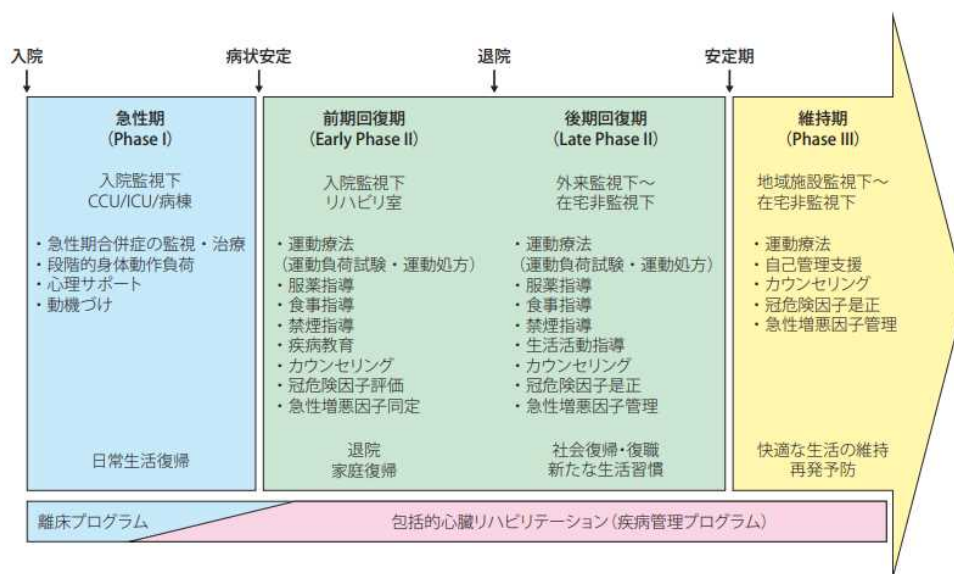 入院
病状安定
退院
安定期
急性期
(Phase I)
入院監視下
CCU/ICU/病棟
・急性期合併症の監視・治療
・段階的身体動作負荷
・心理サポート
・動機づけ
日常生活復帰
前期回復期
(Early Phase II)
入院監視下
リハビリ室
・運動療法
(運動負荷試験・運動処方)
・服薬指導
・食事指導
・禁煙指導
・疾病教育
・カウンセリング
・冠危険因子評価
・急性増悪因子同定
退院
家庭復帰
後期回復期
(Late Phase II)
外来監視下～
在宅非監視下
・運動療法
(運動負荷試験・運動処方)
・服薬指導
・食事指導
・禁煙指導
・生活活動指導
・カウンセリング
・冠危険因子是正
・急性増悪因子管理
社会復帰・復職
新たな生活習慣
維持期
(Phase III)
地域施設監視下～
在宅非監視下
・運動療法
・自己管理支援
・カウンセリング
・冠危険因子是正
・急性増悪因子管理
快適な生活の維持
再発予防
離床プログラム
包括的心臓リハビリテーション(疾病管理プログラム)